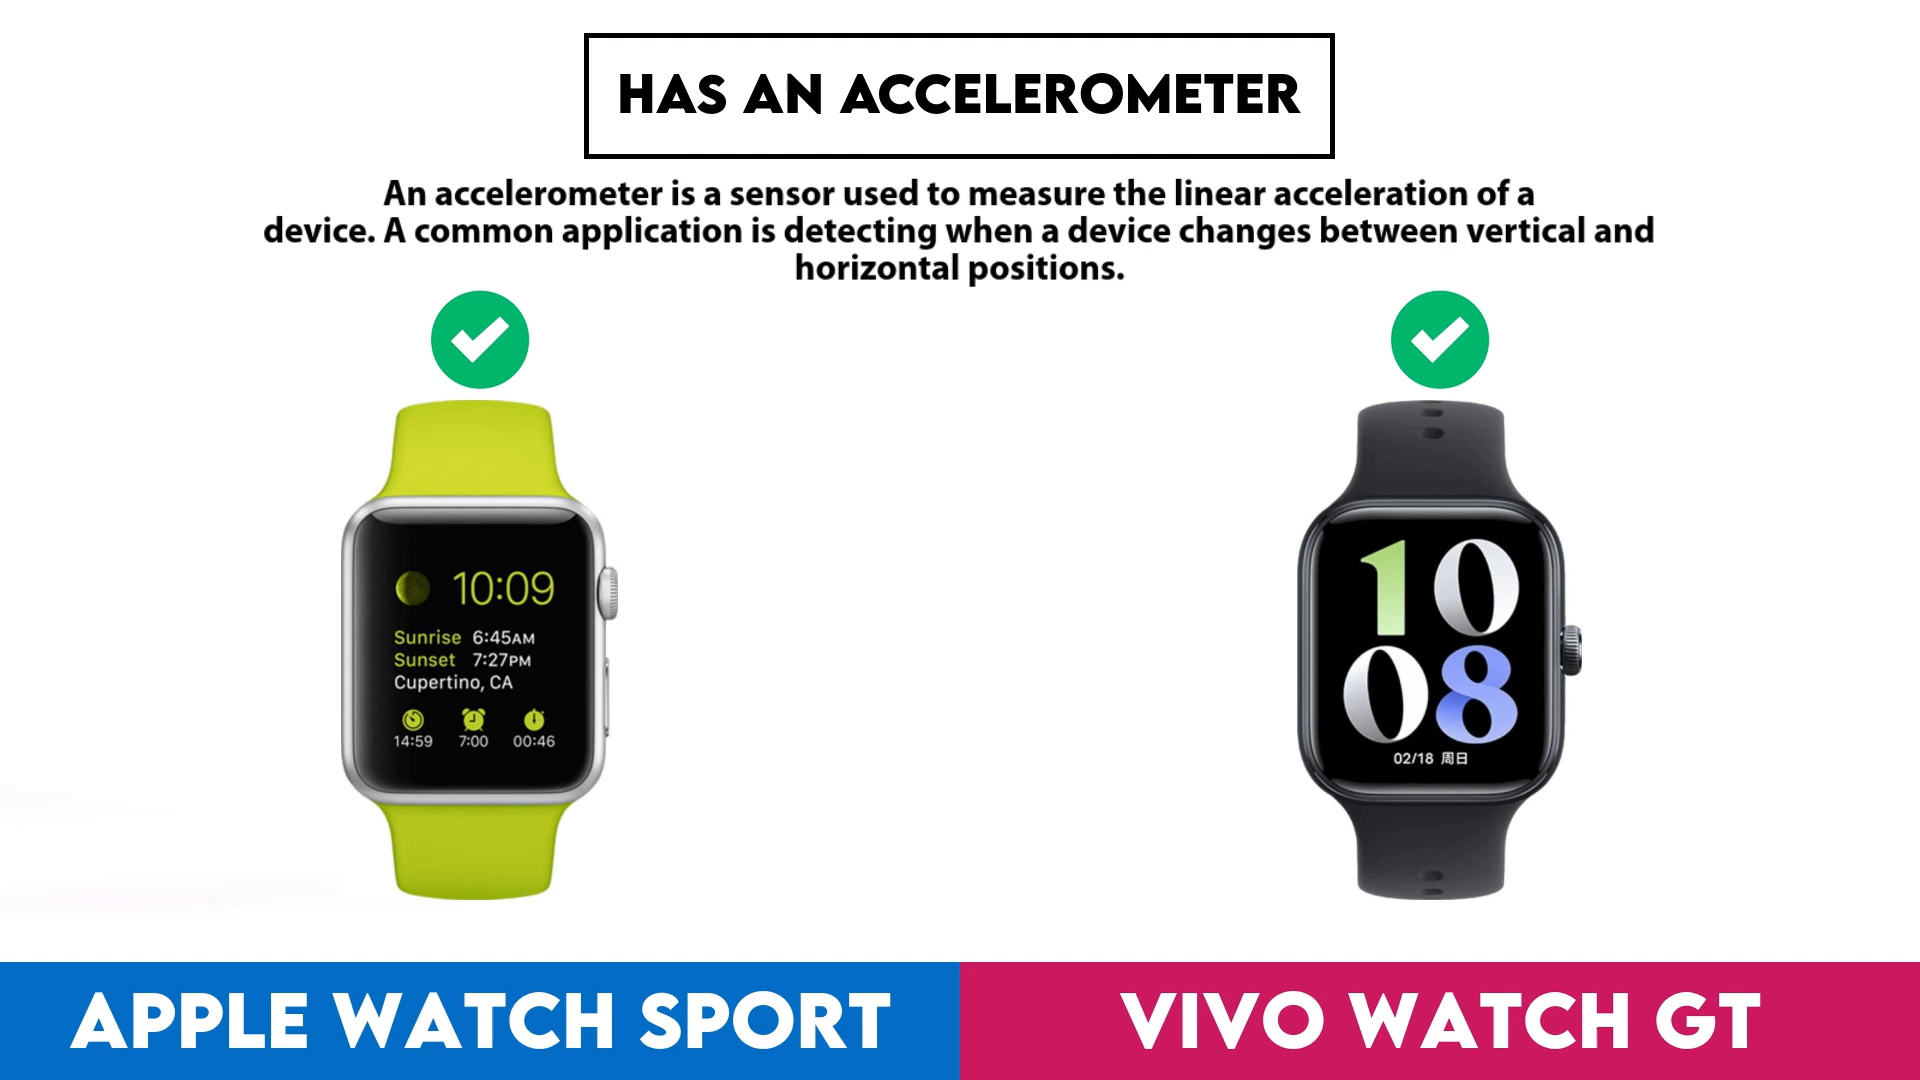 HAS AN ACCELEROMETER
An accelerometer is a sensor used to measure the linear acceleration of a
device. A common application is detecting when a device changes between vertical and
horizontal positions.
10:09
Sunrise 6:45AM
Sunset 7:27PM
Cupertino, CA
14:59 7:00 00:46
10
08
02/18 周日
APPLE WATCH SPORT
VIVO WATCH GT